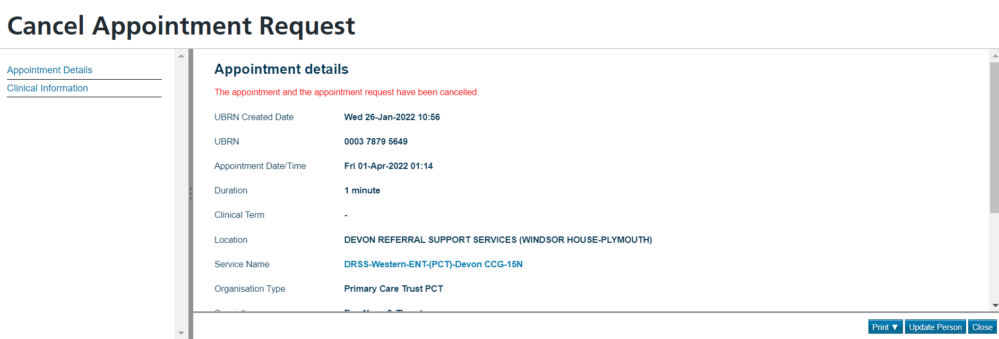 Cancel Appointment Request
Appointment Details
Clinical Information
Appointment details
The appointment and the appointment request have been cancelled.
UBRN Created Date Wed 26-Jan-2022 10:56
UBRN 0003 7879 5649
Appointment Date/Time Fri 01-Apr-2022 01:14
Duration 1 minute
Clinical Term -
Location DEVON REFERRAL SUPPORT SERVICES (WINDSOR HOUSE-PLYMOUTH)
Service Name DRSS-Western-ENT-(PCT)-Devon CCG-15N
Organisation Type Primary Care Trust PCT
Print ▼ Update Person Close